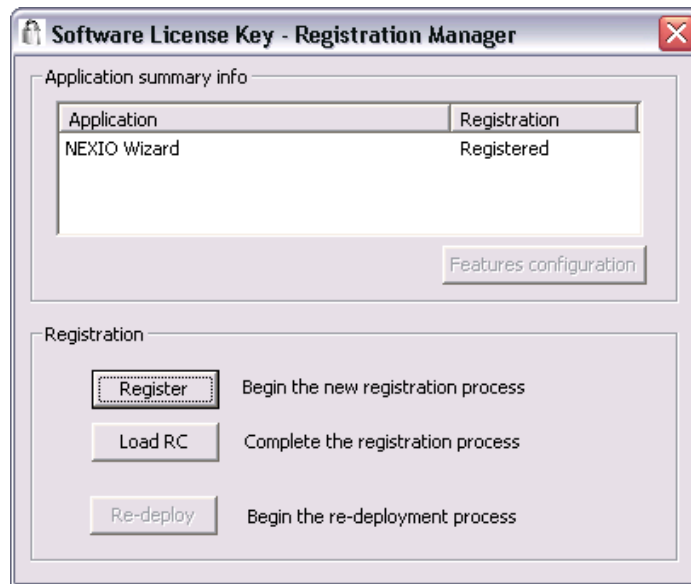 Software License Key - Registration Manager
Application summary info
Application Registration
NEXIO Wizard Registered
Features configuration
Registration
Register Begin the new registration process
Load RC Complete the registration process
Re-deploy Begin the re-deployment process